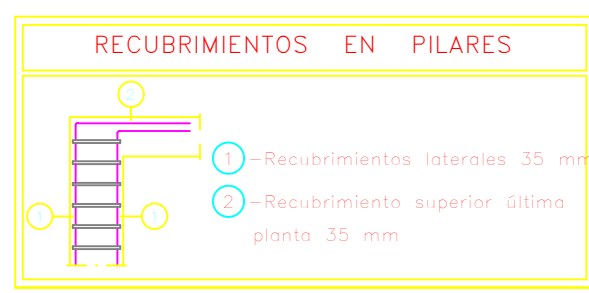 RECUBRIMIENTOS EN PILARES
2
1 -Recubrimientos laterales 35 mm
2 -Recubrimiento superior última
planta 35 mm
1 1